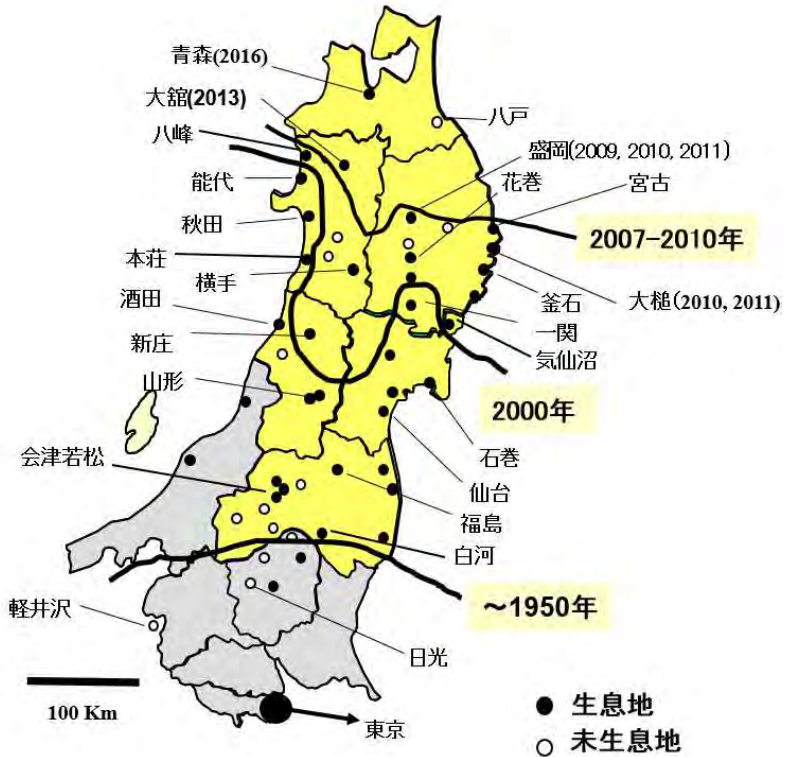 青森(2016)
大舘(2013)
八峰
八戸
盛岡(2009, 2010, 2011)
能代
花巻
宮古
秋田
2007-2010年
本荘
横手
釜石
大槌(2010, 2011)
酒田
一関
新庄
気仙沼
山形
2000年
石巻
会津若松
仙台
福島
白河
～1950年
軽井沢
日光
100 Km
生息地
東京
未生息地